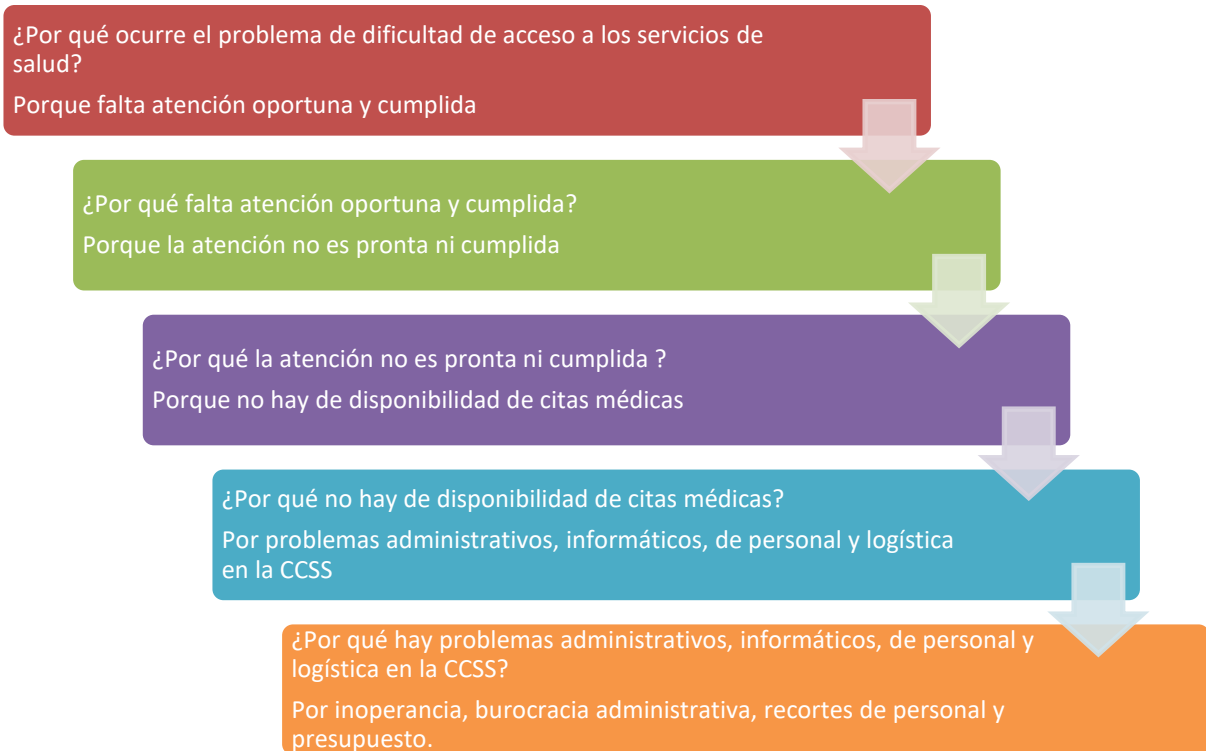 ¿Por qué ocurre el problema de dificultad de acceso a los servicios de
salud?
Porque falta atención oportuna y cumplida
¿Por qué falta atención oportuna y cumplida?
Porque la atención no es pronta ni cumplida
¿Por qué la atención no es pronta ni cumplida ?
Porque no hay de disponibilidad de citas médicas
¿Por qué no hay de disponibilidad de citas médicas?
Por problemas administrativos, informáticos, de personal y logística
en la CCSS
¿Por qué hay problemas administrativos, informáticos, de personal y
logística en la CCSS?
Por inoperancia, burocracia administrativa, recortes de personal y
presupuesto.